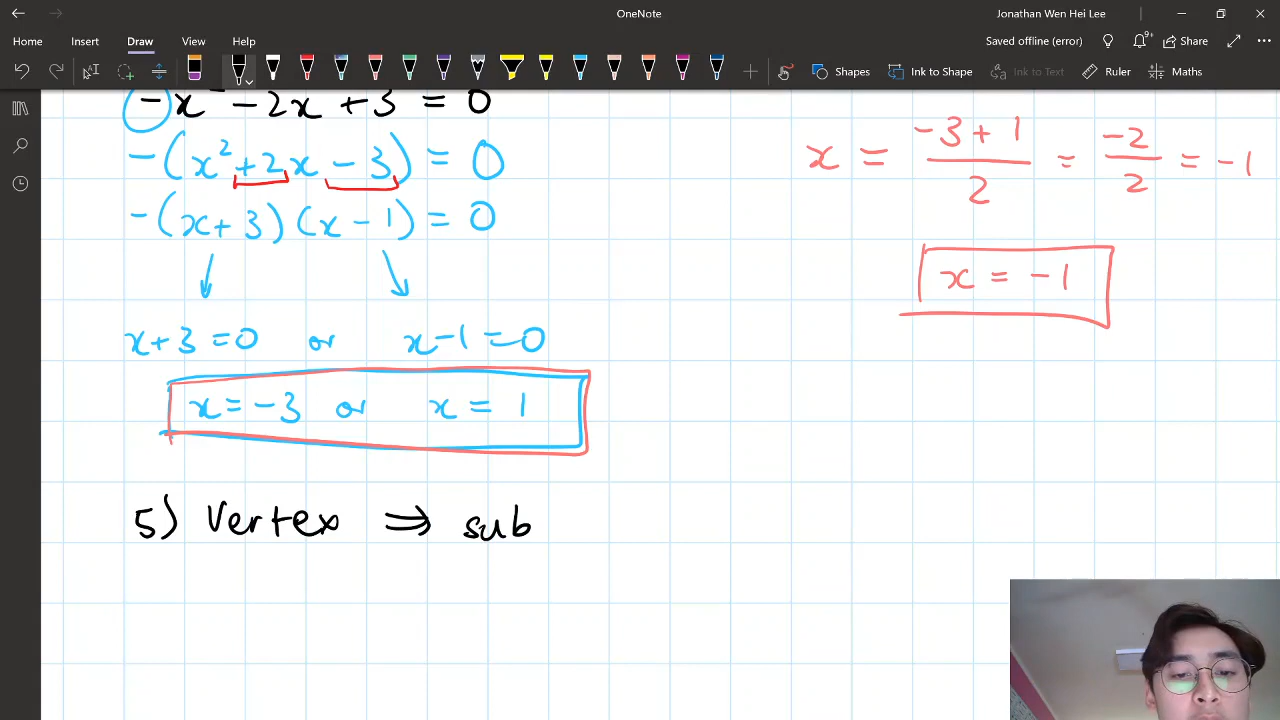 OneNote
Jonathan Wen Hei Lee
Home Insert Draw View Help
Saved offline (error)
9+
Share
Shapes
Ink to Shape
Ink to Text
Ruler
Maths
-x² - 2x + 3 = 0
-(x² + 2x - 3) = 0
-(x+3)(x-1) = 0
x+3=0 or x-1=0
x=-3 or x=1
5) Vertex ⇒ sub
x = (-3+1)/2 = -2/2 = -1
x = -1